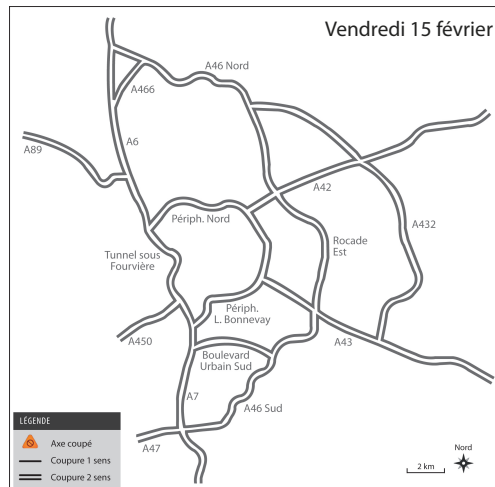 Vendredi 15 février
A46 Nord
A466
A6
A89
A42
Périph. Nord
A432
Rocade
Est
Tunnel sous
Fourvière
Périph.
L. Bonnevay
A450
A43
Boulevard
Urbain Sud
A7
A46 Sud
A47
LÉGENDE
Axe coupé
Coupure 1 sens
Coupure 2 sens
2 km
Nord